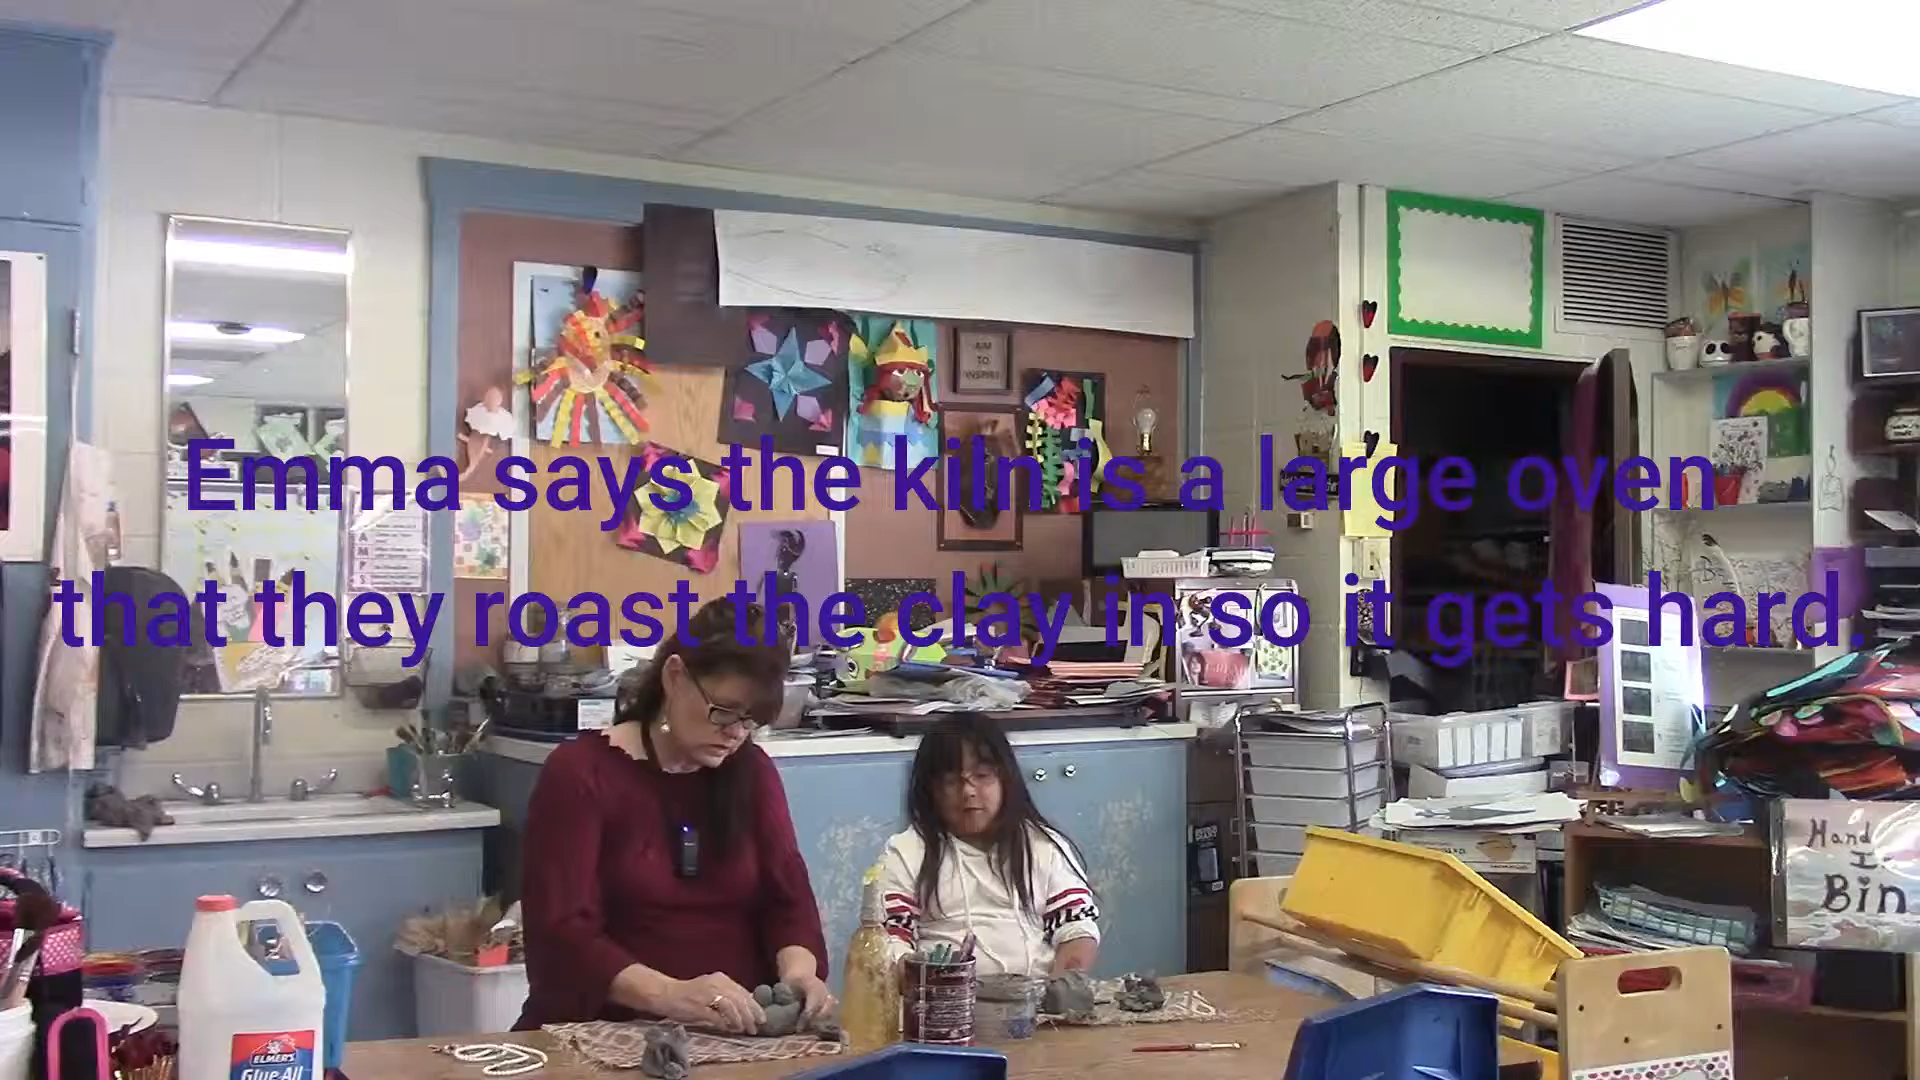 AIM
TO
INSPIRE
Emma says the kiln is a large oven
that they roast the clay in so it gets hard.
Hand
In
Bin
ELMER'S
Glue-All